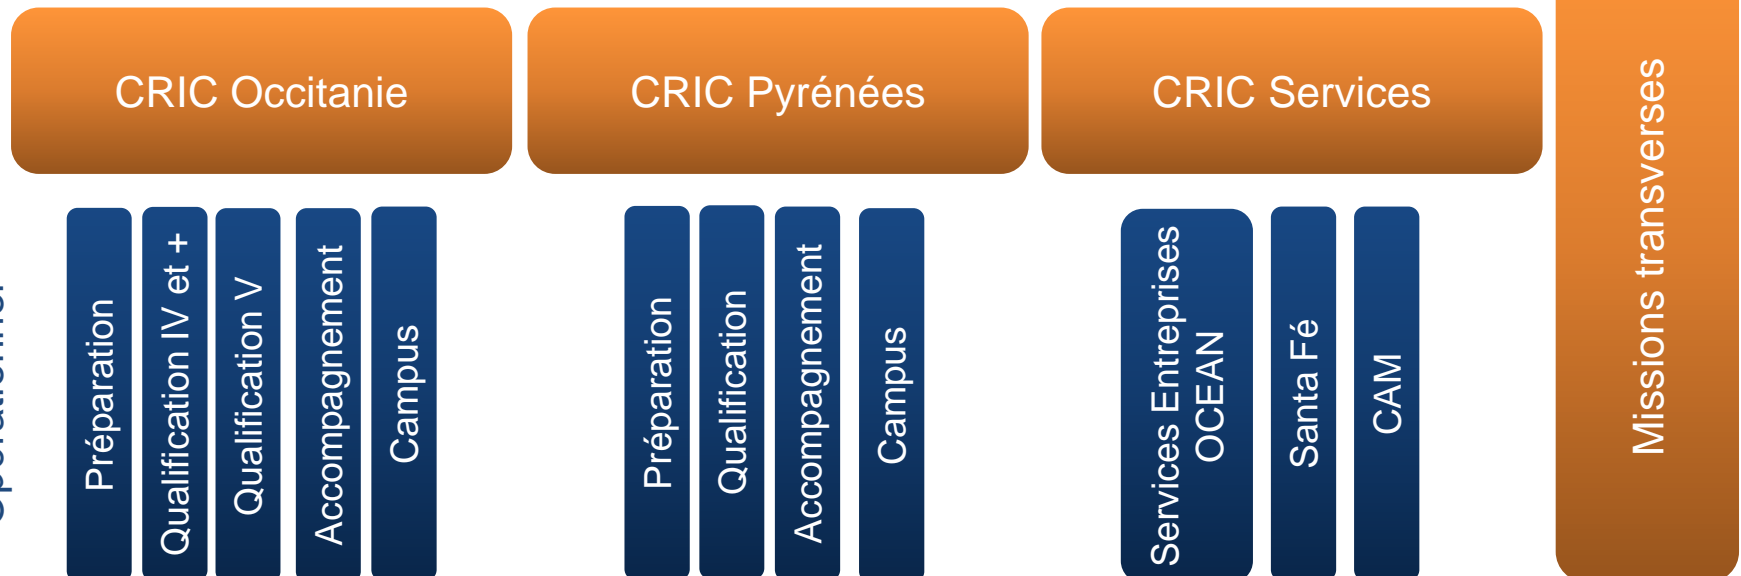 CRIC Occitanie
CRIC Pyrénées
CRIC Services
Missions transverses
Préparation
Qualification IV et +
Qualification V
Accompagnement
Campus
Préparation
Qualification
Accompagnement
Campus
Services Entreprises
OCEAN
Santa Fé
CAM